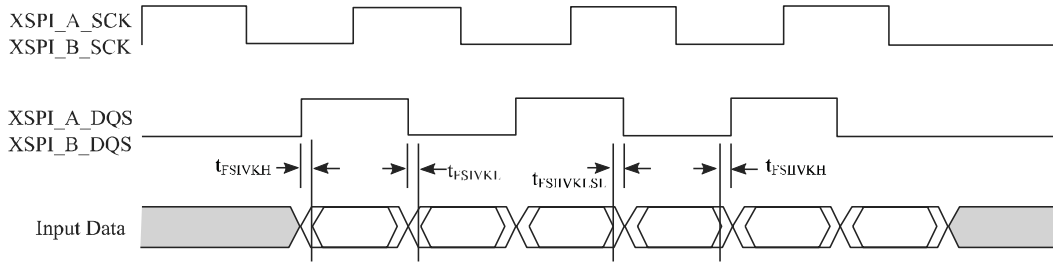 XSPI_A_SCK
XSPI_B_SCK
XSPI_A_DQS
XSPI_B_DQS
tFSIVKH
tFSIVKL
tFSIIVKLSL
tFSIIVKH
Input Data